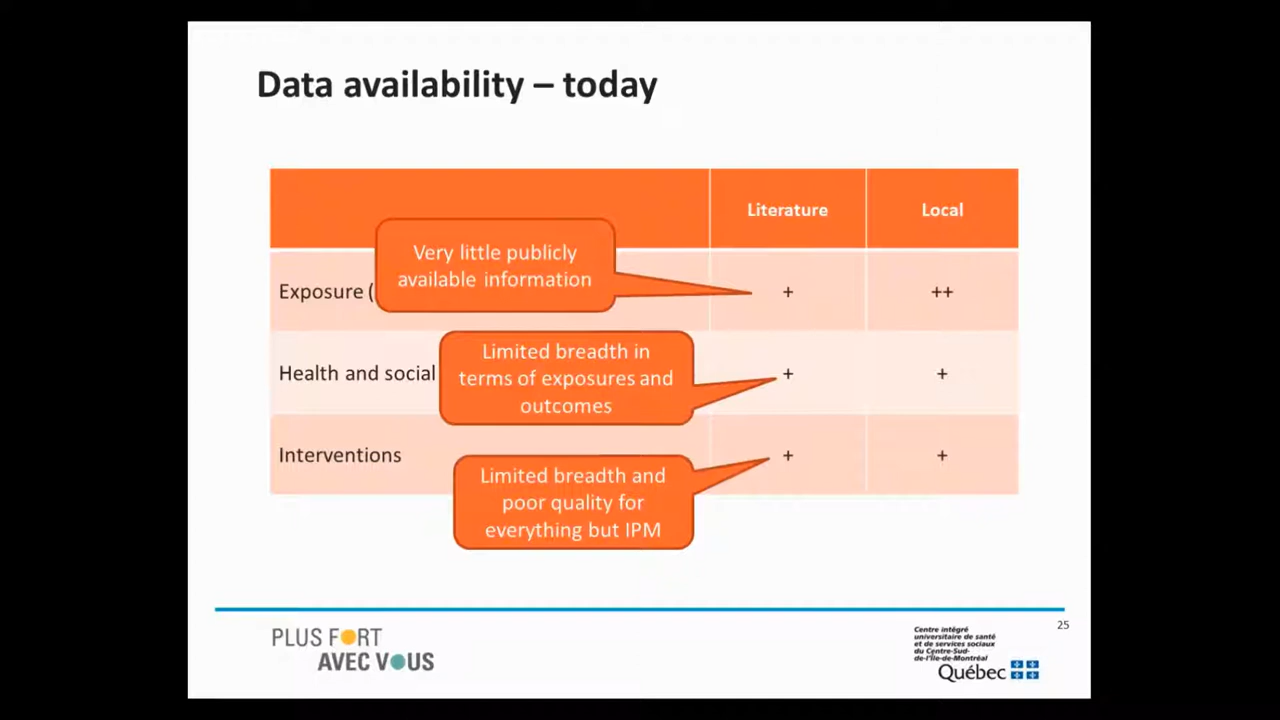 Data availability – today
Literature
Local
Very little publicly
available information
Exposure (
+
++
Limited breadth in
terms of exposures and
outcomes
Health and social
+
+
Interventions
+
+
Limited breadth and
poor quality for
everything but IPM
25
PLUS FORT
AVEC VOUS
Centre intégré
universitaire de santé
et de services sociaux
du Centre-Sud-
de-l'Île-de-Montréal
Québec